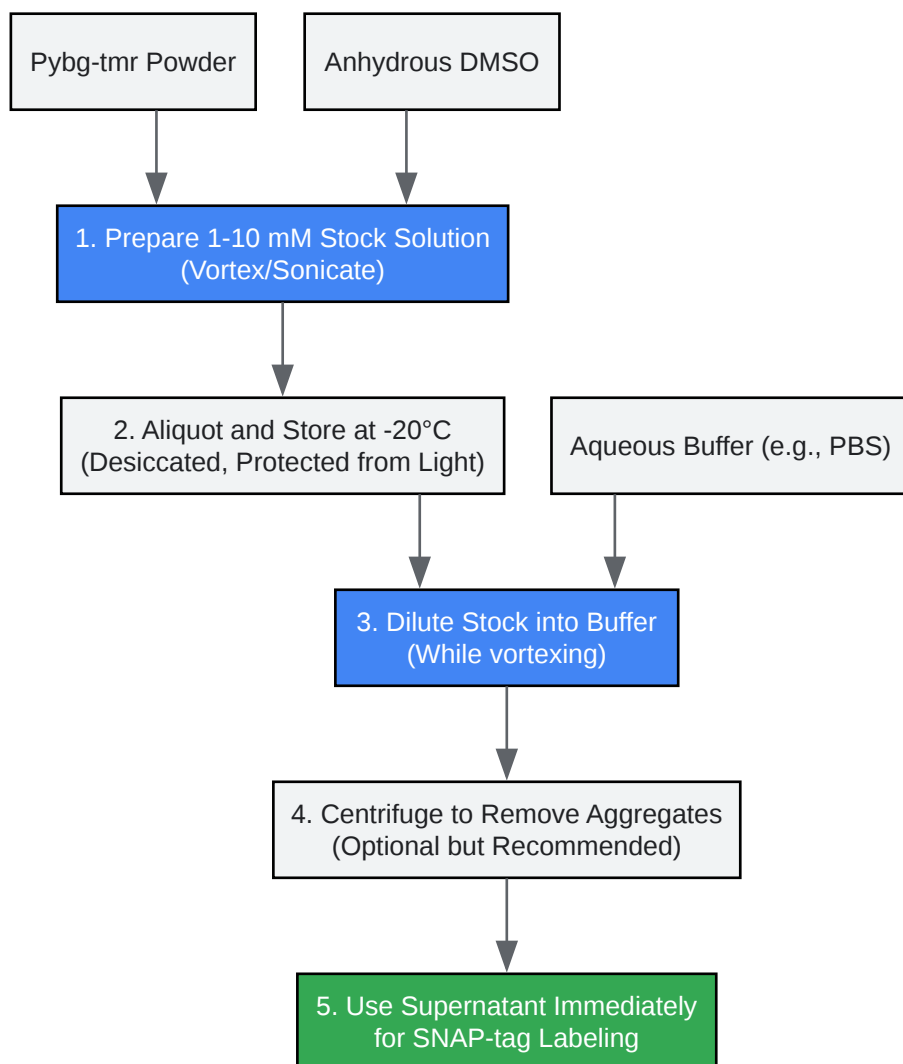 Pybg-tmr Powder
Anhydrous DMSO
1. Prepare 1-10 mM Stock Solution
(Vortex/Sonicate)
2. Aliquot and Store at -20°C
(Desiccated, Protected from Light)
Aqueous Buffer (e.g., PBS)
3. Dilute Stock into Buffer
(While vortexing)
4. Centrifuge to Remove Aggregates
(Optional but Recommended)
5. Use Supernatant Immediately
for SNAP-tag Labeling